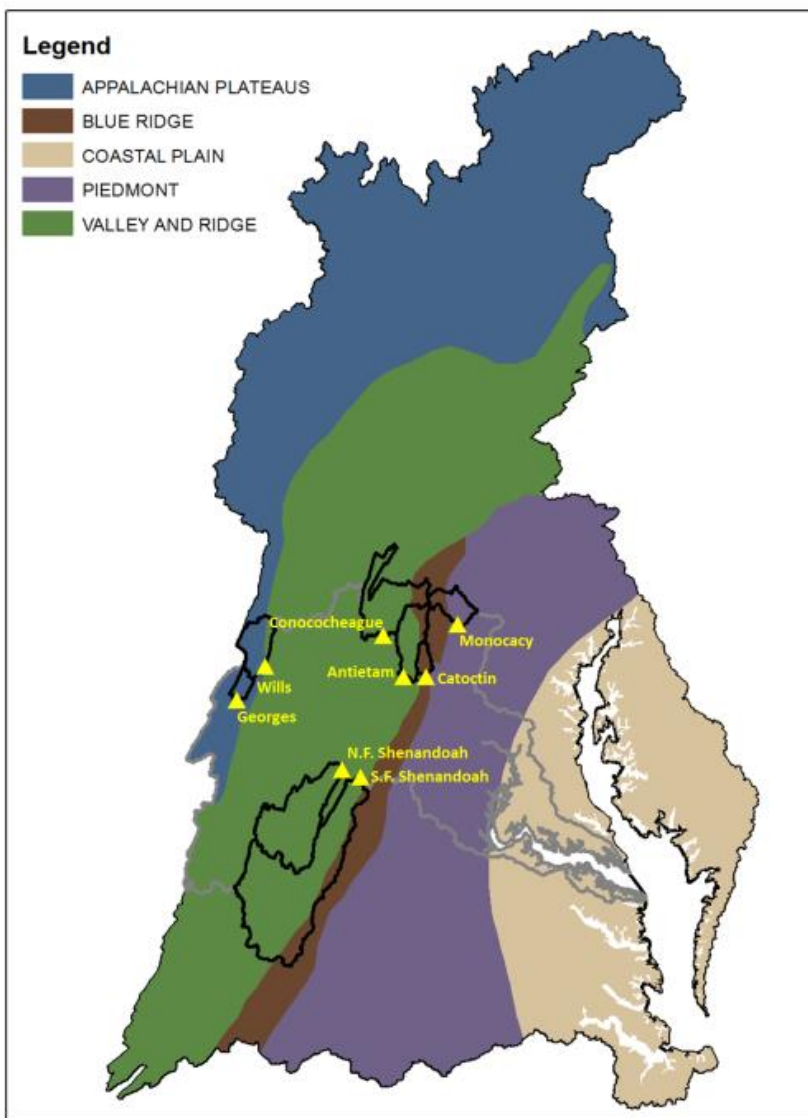 Legend
APPALACHIAN PLATEAUS
BLUE RIDGE
COASTAL PLAIN
PIEDMONT
VALLEY AND RIDGE
Conococheague
Monocacy
Antietam
Catoctin
Wills
Georges
N.F. Shenandoah
S.F. Shenandoah